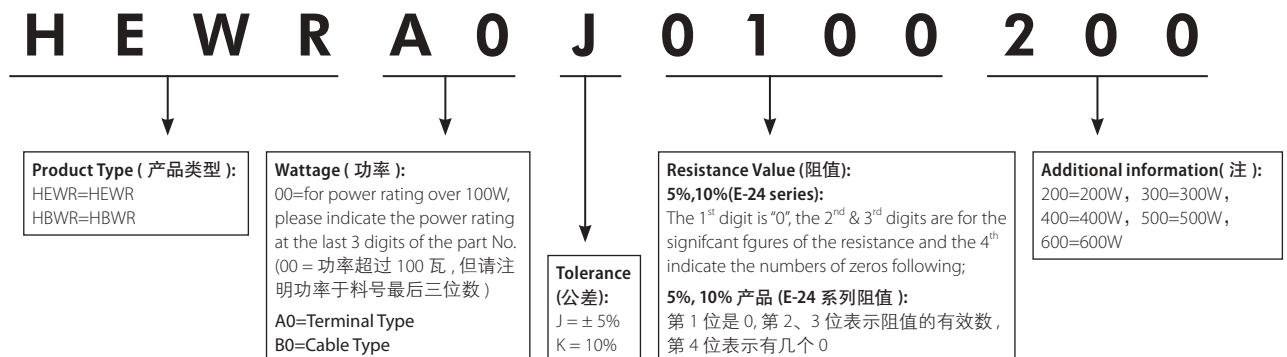 H E W R A 0 J 0 1 0 0 2 0 0
Product Type ( 产品类型 ):
HEWR=HEWR
HBWR=HBWR
Wattage ( 功率 ):
00=for power rating over 100W,
please indicate the power rating
at the last 3 digits of the part No.
(00 = 功率超过 100 瓦 , 但请注
明功率于料号最后三位数 )
A0=Terminal Type
B0=Cable Type
Tolerance
(公差):
J = ± 5%
K = 10%
Resistance Value (阻值):
5%,10%(E-24 series):
The 1st digit is "0", the 2nd & 3rd digits are for the
signifcant fgures of the resistance and the 4th
indicate the numbers of zeros following;
5%, 10% 产品 (E-24 系列阻值 ):
第 1 位是 0, 第 2、3 位表示阻值的有效数 ,
第 4 位表示有几个 0
Additional information( 注 ):
200=200W，300=300W，
400=400W，500=500W，
600=600W